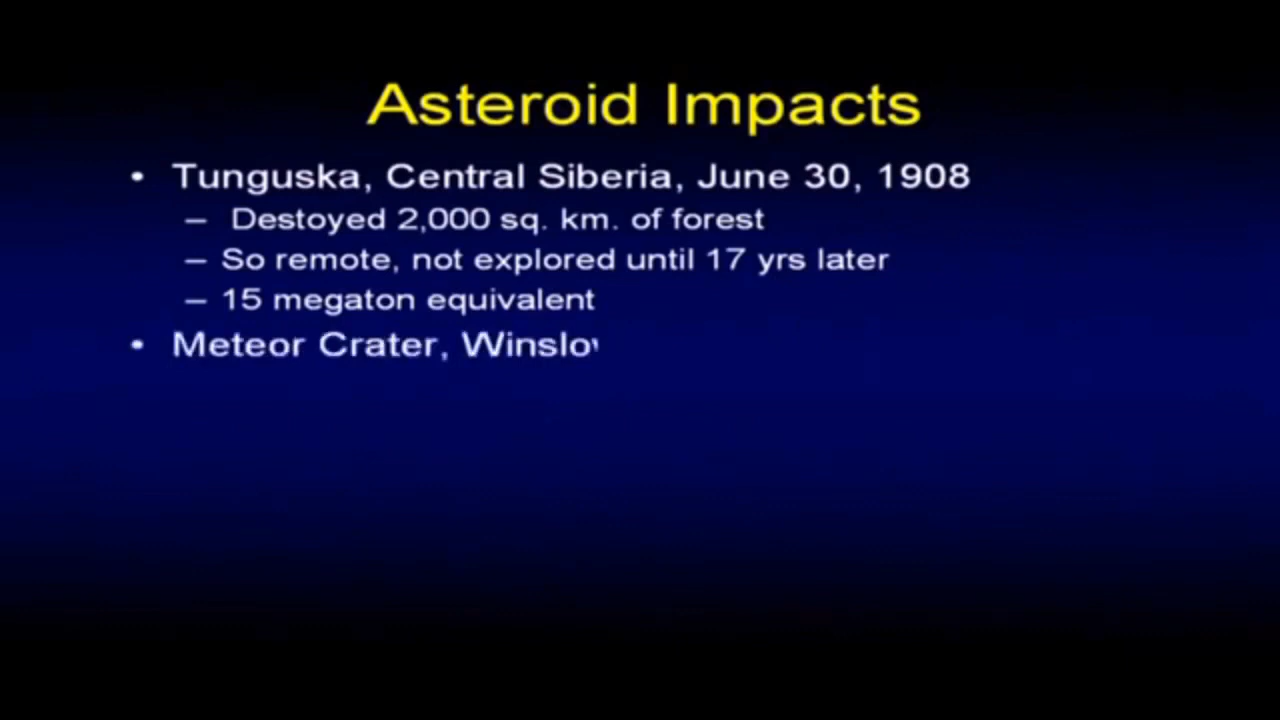 Asteroid Impacts
• Tunguska, Central Siberia, June 30, 1908
– Destoyed 2,000 sq. km. of forest
– So remote, not explored until 17 yrs later
– 15 megaton equivalent
• Meteor Crater,